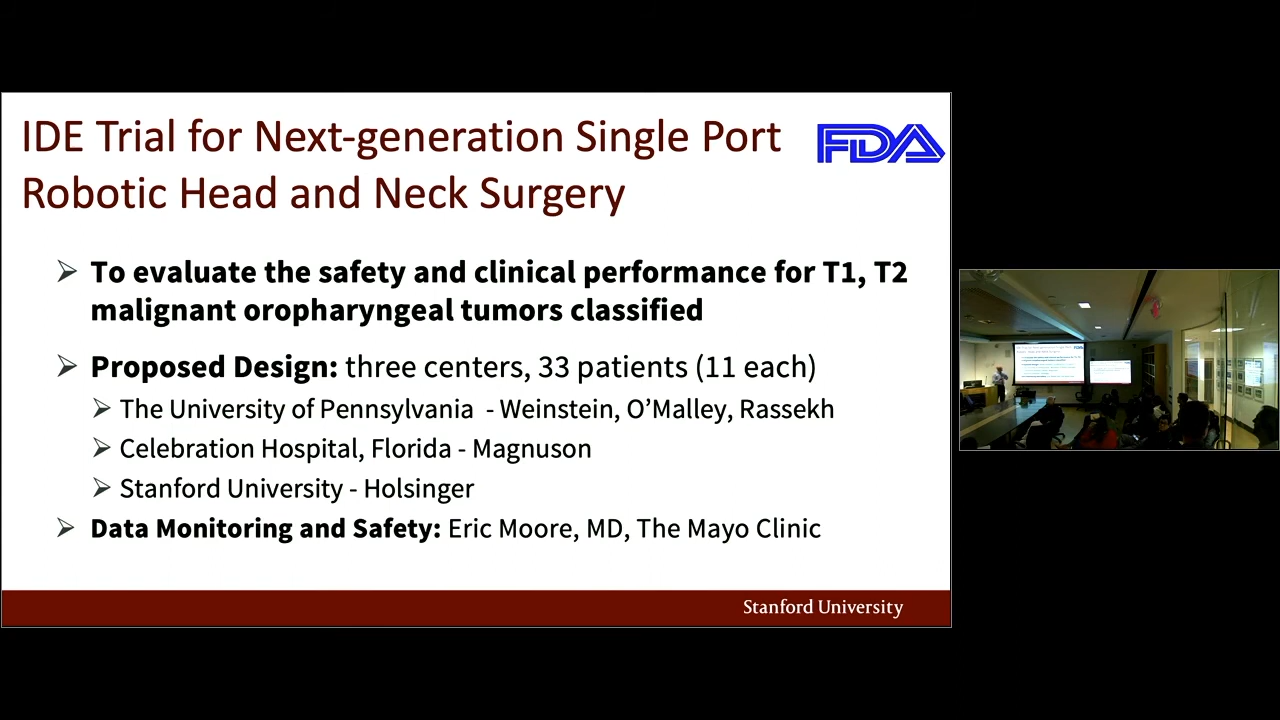 IDE Trial for Next-generation Single Port
Robotic Head and Neck Surgery
FDA
To evaluate the safety and clinical performance for T1, T2
malignant oropharyngeal tumors classified
Proposed Design: three centers, 33 patients (11 each)
The University of Pennsylvania - Weinstein, O’Malley, Rassekh
Celebration Hospital, Florida - Magnuson
Stanford University - Holsinger
Data Monitoring and Safety: Eric Moore, MD, The Mayo Clinic
Stanford University